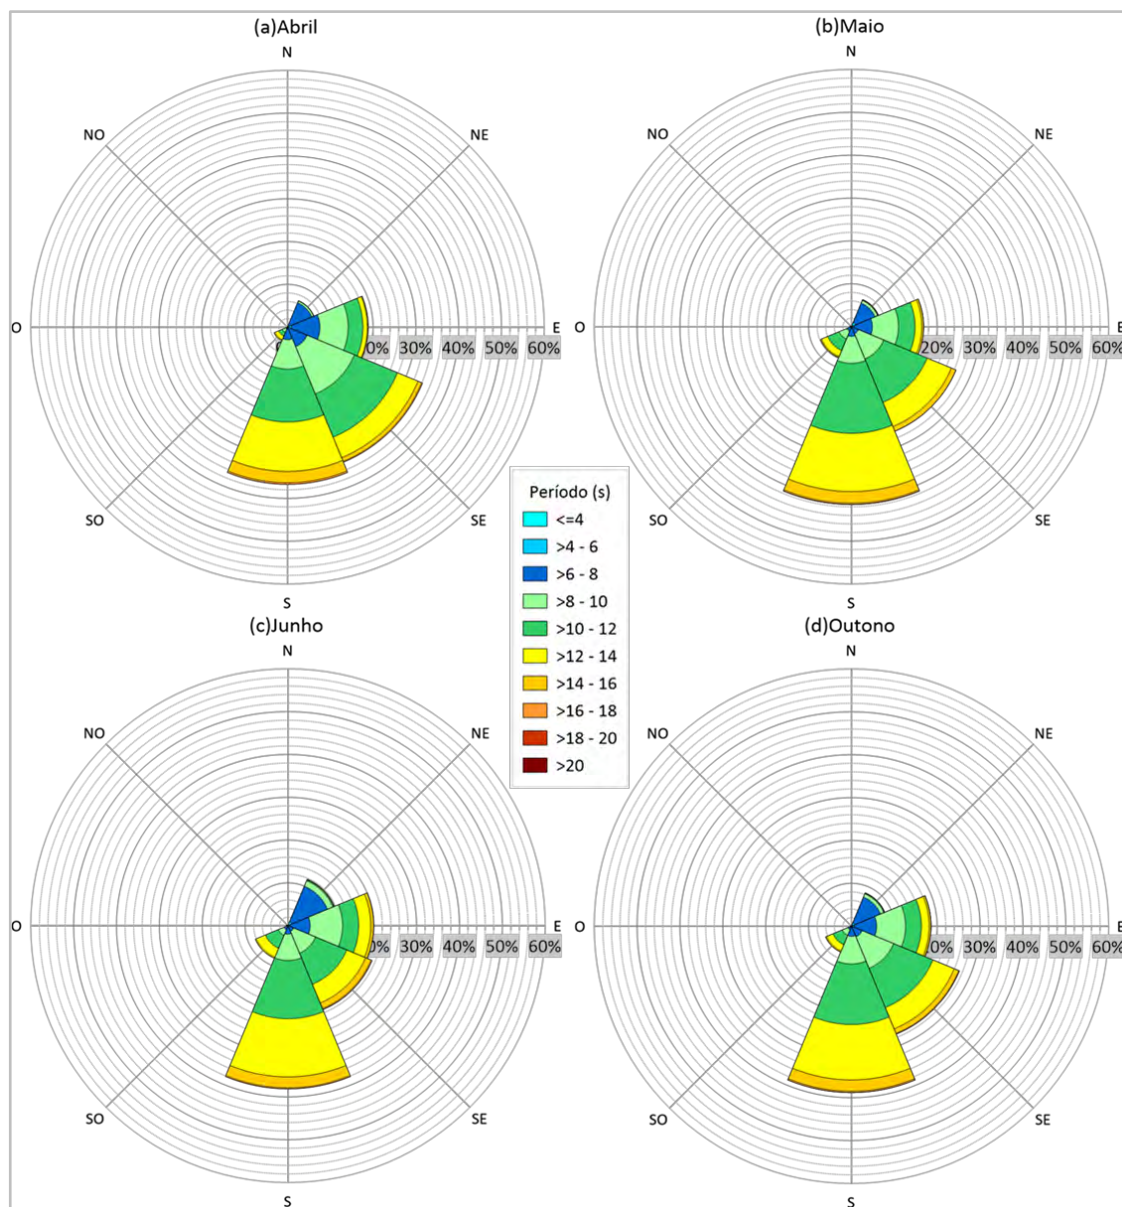 (a)Abril
(b)Maio
N
N
NO
NE
NO
NE
O
E
O
E
0% 30% 40% 50% 60%
20% 30% 40% 50% 60%
SO
SE
SO
SE
S
S
Período (s)
<=4
>4 - 6
>6 - 8
>8 - 10
>10 - 12
>12 - 14
>14 - 16
>16 - 18
>18 - 20
>20
(c)Junho
(d)Outono
N
N
NO
NE
NO
NE
O
E
O
E
0% 30% 40% 50% 60%
20% 30% 40% 50% 60%
SO
SE
SO
SE
S
S